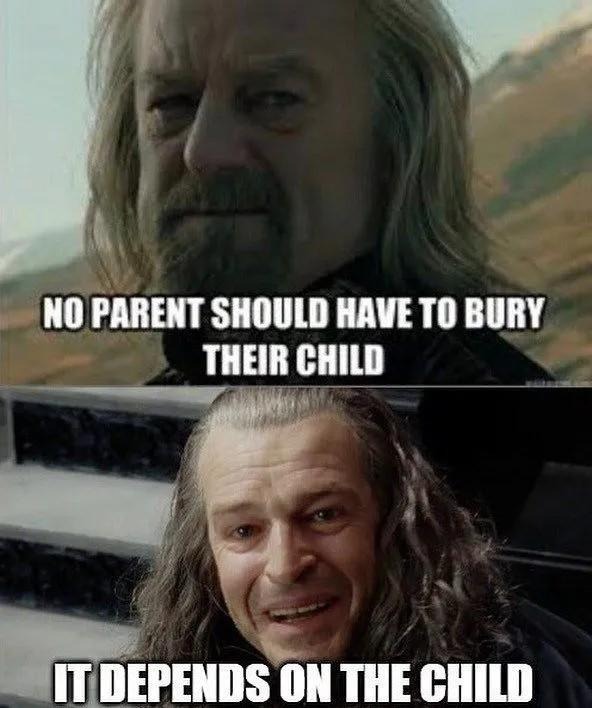 NO PARENT SHOULD HAVE TO BURY
THEIR CHILD
IT DEPENDS ON THE CHILD